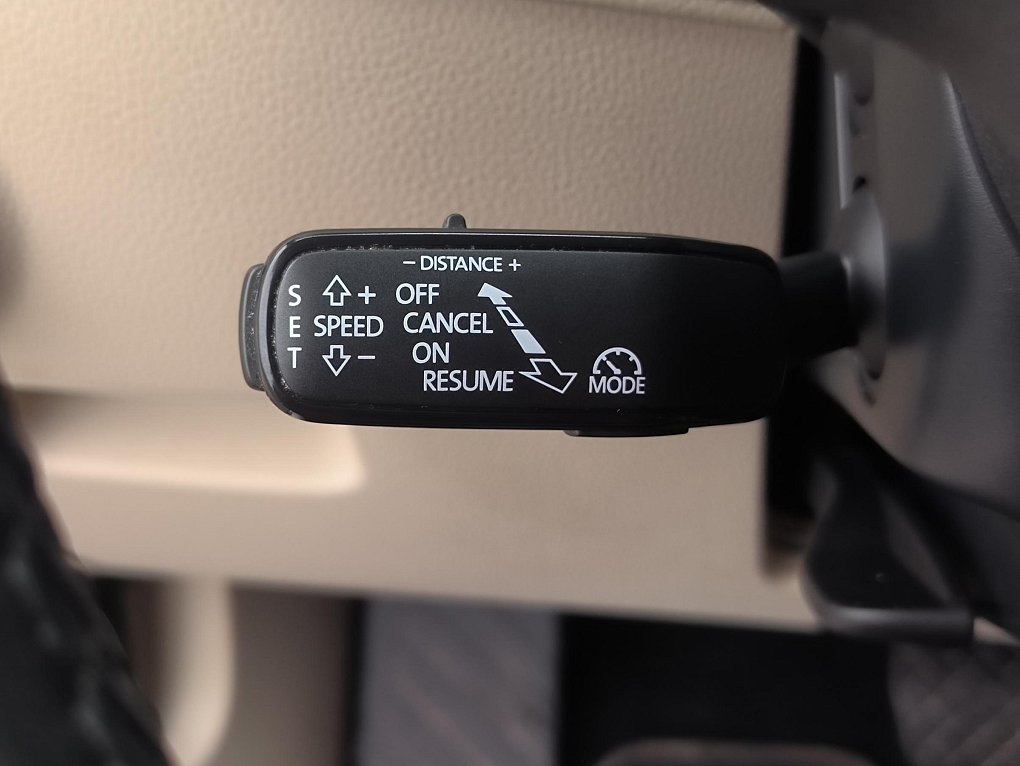 − DISTANCE +
S E T
+
SPEED
−
OFF
CANCEL
ON
RESUME
MODE